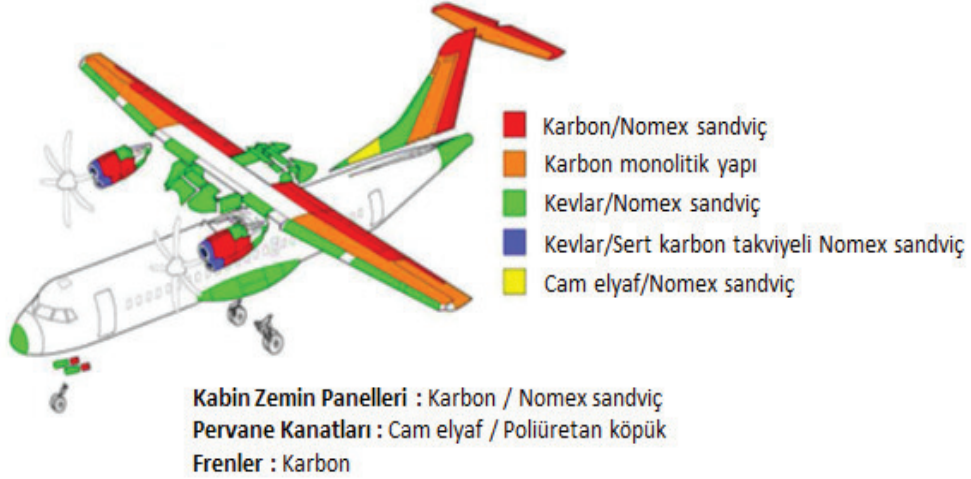 Karbon/Nomex sandviç
Karbon monolitik yapı
Kevlar/Nomex sandviç
Kevlar/Sert karbon takviyeli Nomex sandviç
Cam elyaf/Nomex sandviç
Kabin Zemin Panelleri : Karbon / Nomex sandviç
Pervane Kanatları : Cam elyaf / Poliüretan köpük
Frenler : Karbon